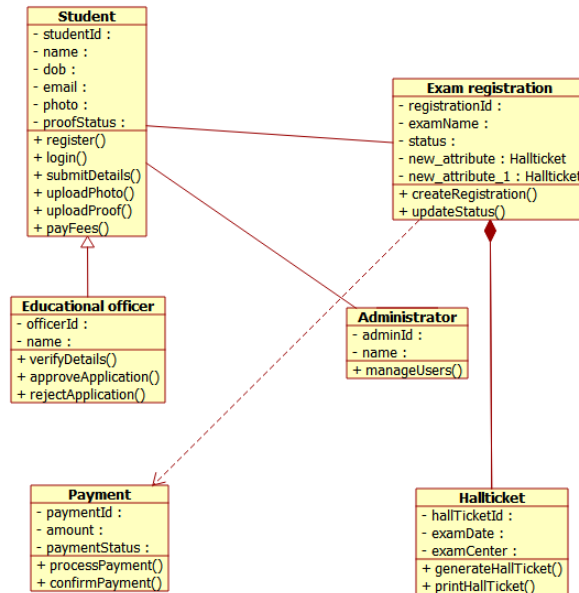 Student
- studentId :
- name :
- dob :
- email :
- photo :
- proofStatus :
+ register()
+ login()
+ submitDetails()
+ uploadPhoto()
+ uploadProof()
+ payFees()
Exam registration
- registrationId :
- examName :
- status :
- new_attribute : Hallticket
- new_attribute_1 : Hallticket
+ createRegistration()
+ updateStatus()
Educational officer
- officerId :
- name :
+ verifyDetails()
+ approveApplication()
+ rejectApplication()
Administrator
- adminId :
- name :
+ manageUsers()
Payment
- paymentId :
- amount :
- paymentStatus :
+ processPayment()
+ confirmPayment()
Hallticket
- hallTicketId :
- examDate :
- examCenter :
+ generateHallTicket()
+ printHallTicket()